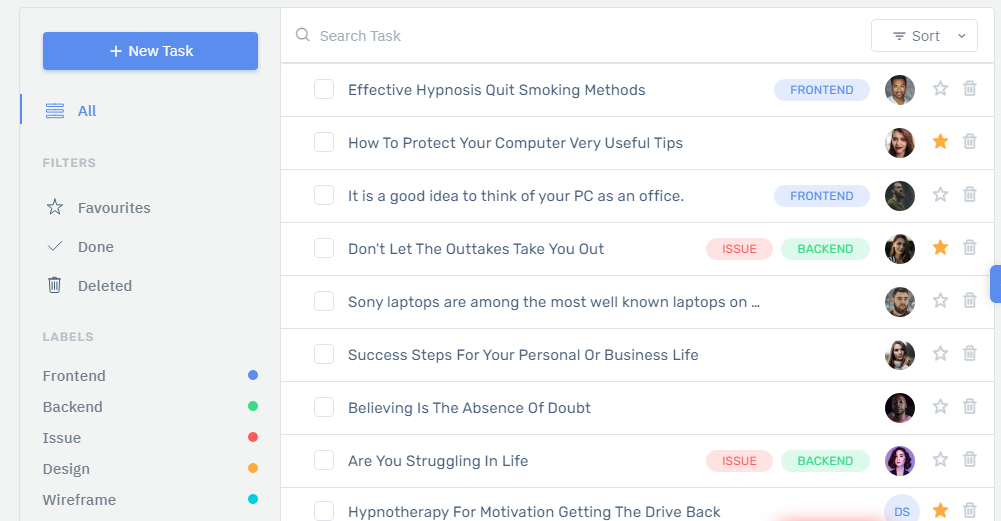 + New Task
Search Task
Sort
All
FILTERS
Favourites
Done
Deleted
LABELS
Frontend
Backend
Issue
Design
Wireframe
Effective Hypnosis Quit Smoking Methods FRONTEND
How To Protect Your Computer Very Useful Tips
It is a good idea to think of your PC as an office. FRONTEND
Don't Let The Outtakes Take You Out ISSUE BACKEND
Sony laptops are among the most well known laptops on ...
Success Steps For Your Personal Or Business Life
Believing Is The Absence Of Doubt
Are You Struggling In Life ISSUE BACKEND
Hypnotherapy For Motivation Getting The Drive Back DS